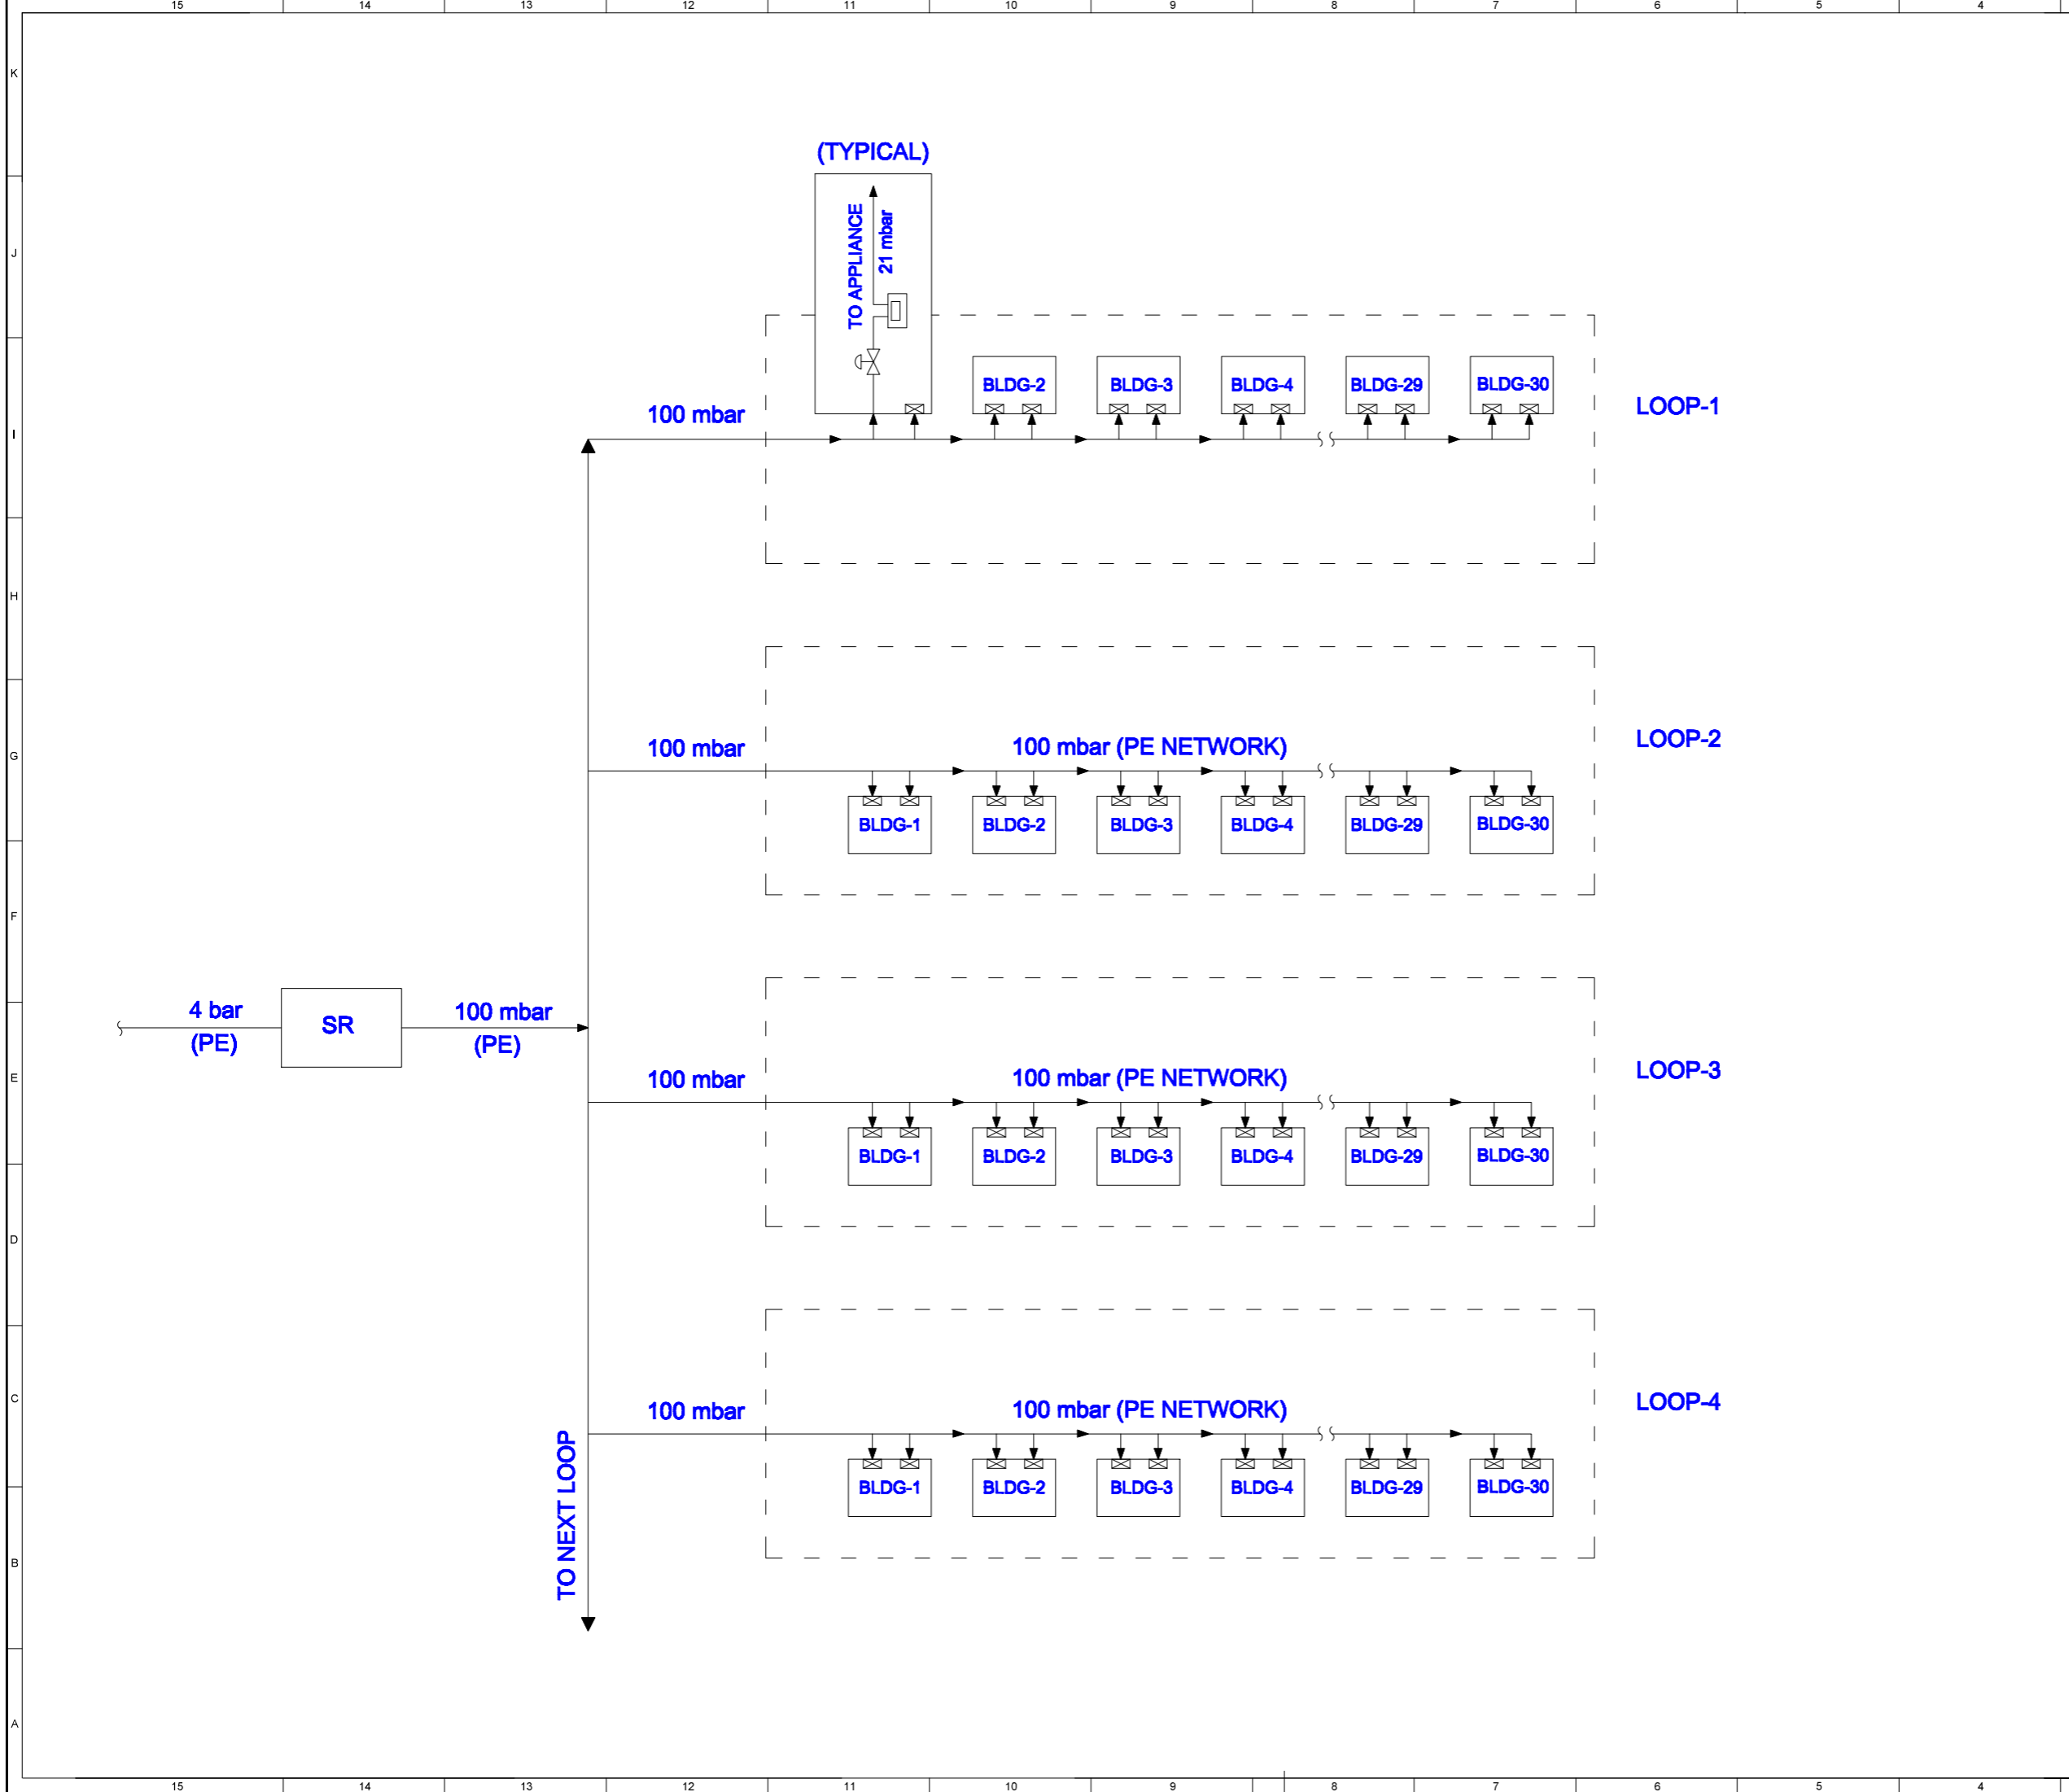 15 14 13 12 11 10 9 8 7 6 5 4
K
(TYPICAL)
J
TO APPLIANCE
21 mbar
BLDG-2 BLDG-3 BLDG-4 BLDG-29 BLDG-30
100 mbar
LOOP-1
I
H
LOOP-2
100 mbar
100 mbar (PE NETWORK)
G
BLDG-1 BLDG-2 BLDG-3 BLDG-4 BLDG-29 BLDG-30
F
4 bar
(PE)
SR
100 mbar
(PE)
LOOP-3
E
100 mbar
100 mbar (PE NETWORK)
BLDG-1 BLDG-2 BLDG-3 BLDG-4 BLDG-29 BLDG-30
D
C
LOOP-4
100 mbar
100 mbar (PE NETWORK)
BLDG-1 BLDG-2 BLDG-3 BLDG-4 BLDG-29 BLDG-30
TO NEXT LOOP
B
A
15 14 13 12 11 10 9 8 7 6 5 4